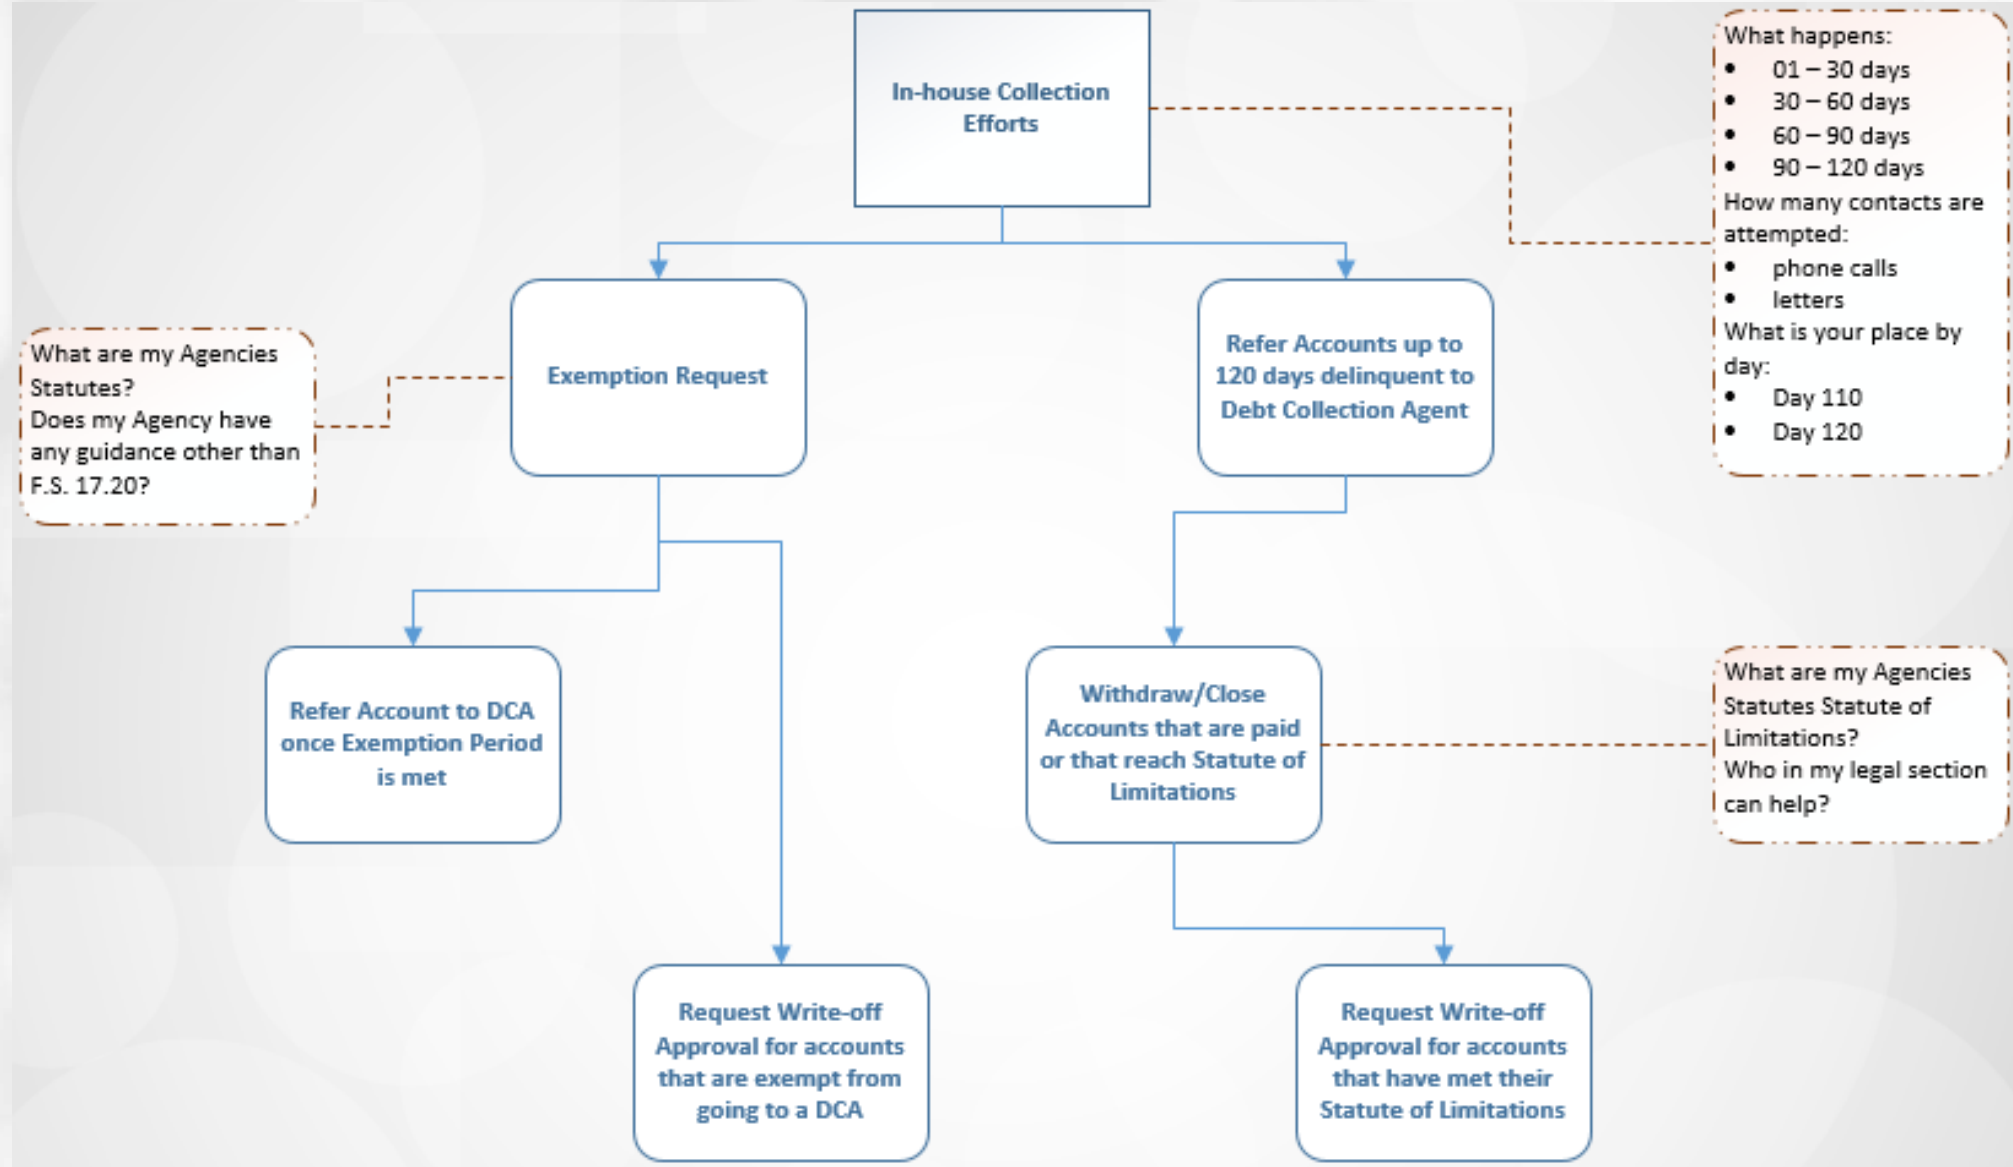 In-house Collection
Efforts
What happens:
• 01 – 30 days
• 30 – 60 days
• 60 – 90 days
• 90 – 120 days
How many contacts are
attempted:
• phone calls
• letters
What is your place by
day:
• Day 110
• Day 120
What are my Agencies
Statutes?
Does my Agency have
any guidance other than
F.S. 17.20?
Exemption Request
Refer Accounts up to
120 days delinquent to
Debt Collection Agent
Refer Account to DCA
once Exemption Period
is met
Withdraw/Close
Accounts that are paid
or that reach Statute of
Limitations
What are my Agencies
Statutes Statute of
Limitations?
Who in my legal section
can help?
Request Write-off
Approval for accounts
that are exempt from
going to a DCA
Request Write-off
Approval for accounts
that have met their
Statute of Limitations